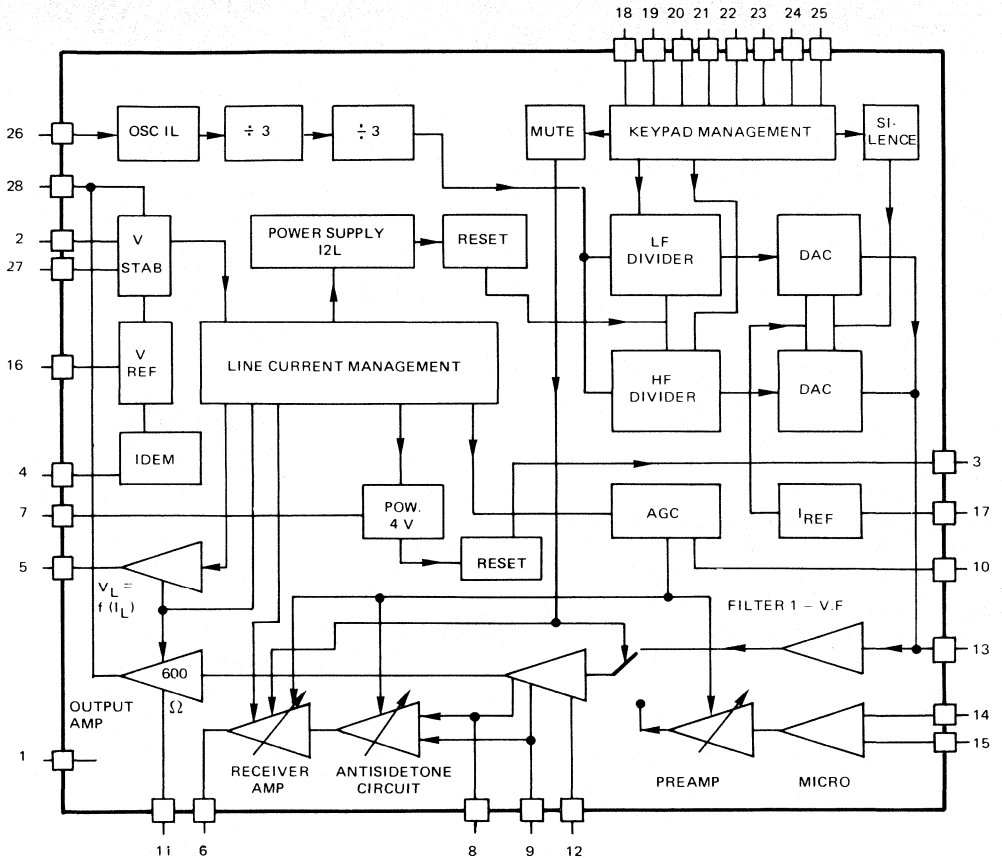 18 19 20 21 22 23 24 25
26
OSC IL
÷ 3
÷ 3
MUTE
KEYPAD MANAGEMENT
SI-
LENCE
28
2
27
V
STAB
POWER SUPPLY
I2L
RESET
LF
DIVIDER
DAC
16
V
REF
LINE CURRENT MANAGEMENT
HF
DIVIDER
DAC
4
IDEM
3
7
POW.
4 V
AGC
IREF
17
5
RESET
10
VL =
f (IL)
FILTER 1 – V.F
13
600
Ω
OUTPUT
AMP
14
15
1
RECEIVER
AMP
ANTISIDETONE
CIRCUIT
PREAMP
MICRO
11 6 8 9 12